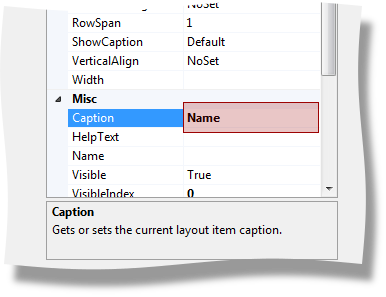 NoSet
RowSpan 1
ShowCaption Default
VerticalAlign NoSet
Width
Misc
Caption Name
HelpText
Name
Visible True
VisibleIndex 0
Caption
Gets or sets the current layout item caption.